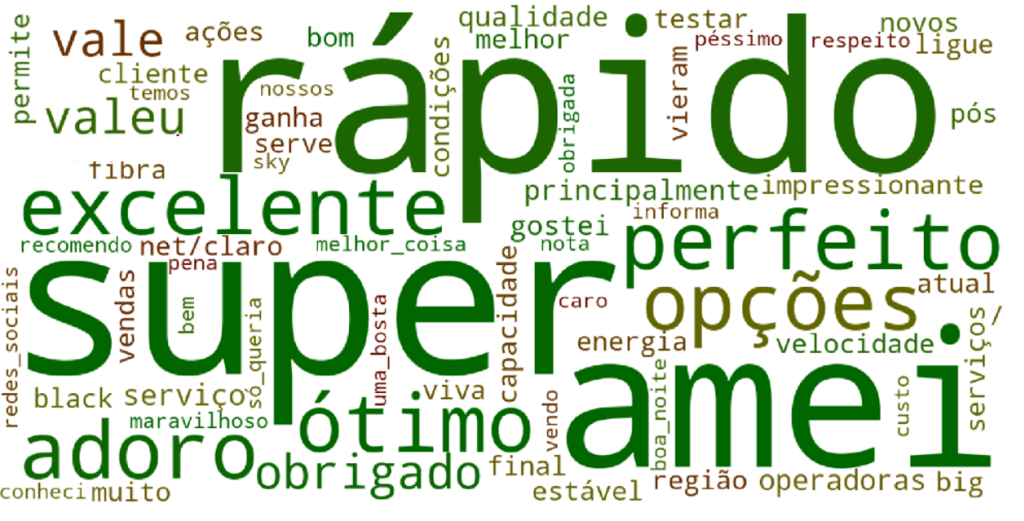 permite
vale
ações
bom
qualidade
melhor
testar
péssimo
respeito
novos
ligue
cliente
temos
valeu
rápido
nossos
ganha
serve
sky
condições
obrigada
vieram
pós
fibra
excelente
principalmente
impressionante
recomendo
net/claro
melhor_coisa
gostei
nota
informa
perfeito
pena
super
redes_sociais
vendas
bem
só_queria
uma_bosta
capacidade
caro
opções
atual
energia
velocidade
serviços
/
black
serviço
viva
maravilhoso
ótimo
vendo
amei
boa_noite
custo
adoro
obrigado
final
conheci
muito
estável
região
operadoras
big